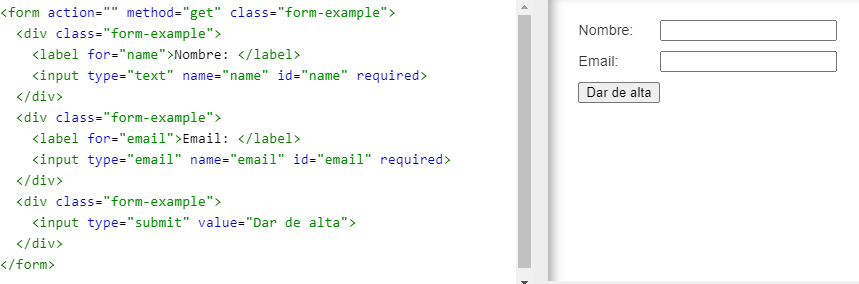 <form action="" method="get" class="form-example">
  <div class="form-example">
    <label for="name">Nombre: </label>
    <input type="text" name="name" id="name" required>
  </div>
  <div class="form-example">
    <label for="email">Email: </label>
    <input type="email" name="email" id="email" required>
  </div>
  <div class="form-example">
    <input type="submit" value="Dar de alta">
  </div>
</form>
Nombre:
Email:
Dar de alta